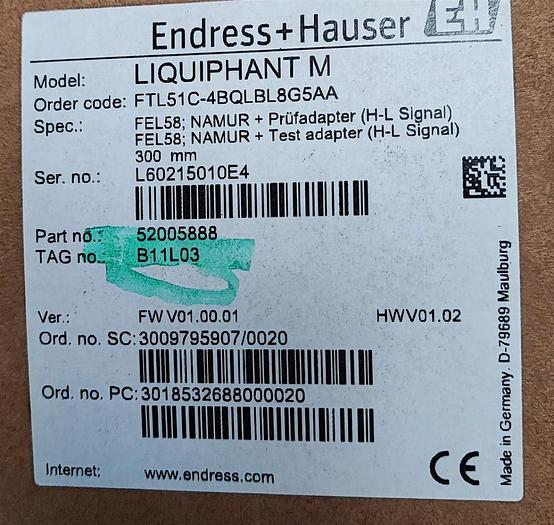 Endress+Hauser EH
Model: LIQUIPHANT M
Order code: FTL51C-4BQLBL8G5AA
Spec.: FEL58; NAMUR + Prüfadapter (H-L Signal)
FEL58; NAMUR + Test adapter (H-L Signal)
300 mm
Ser. no.: L60215010E4
Part no.: 52005888
TAG no.: B11L03
Ver.: FW V01.00.01 HWV01.02
Ord. no. SC: 3009795907/0020
Ord. no. PC: 3018532688000020
Internet: www.endress.com
CE
Made in Germany. D-79689 Maulburg